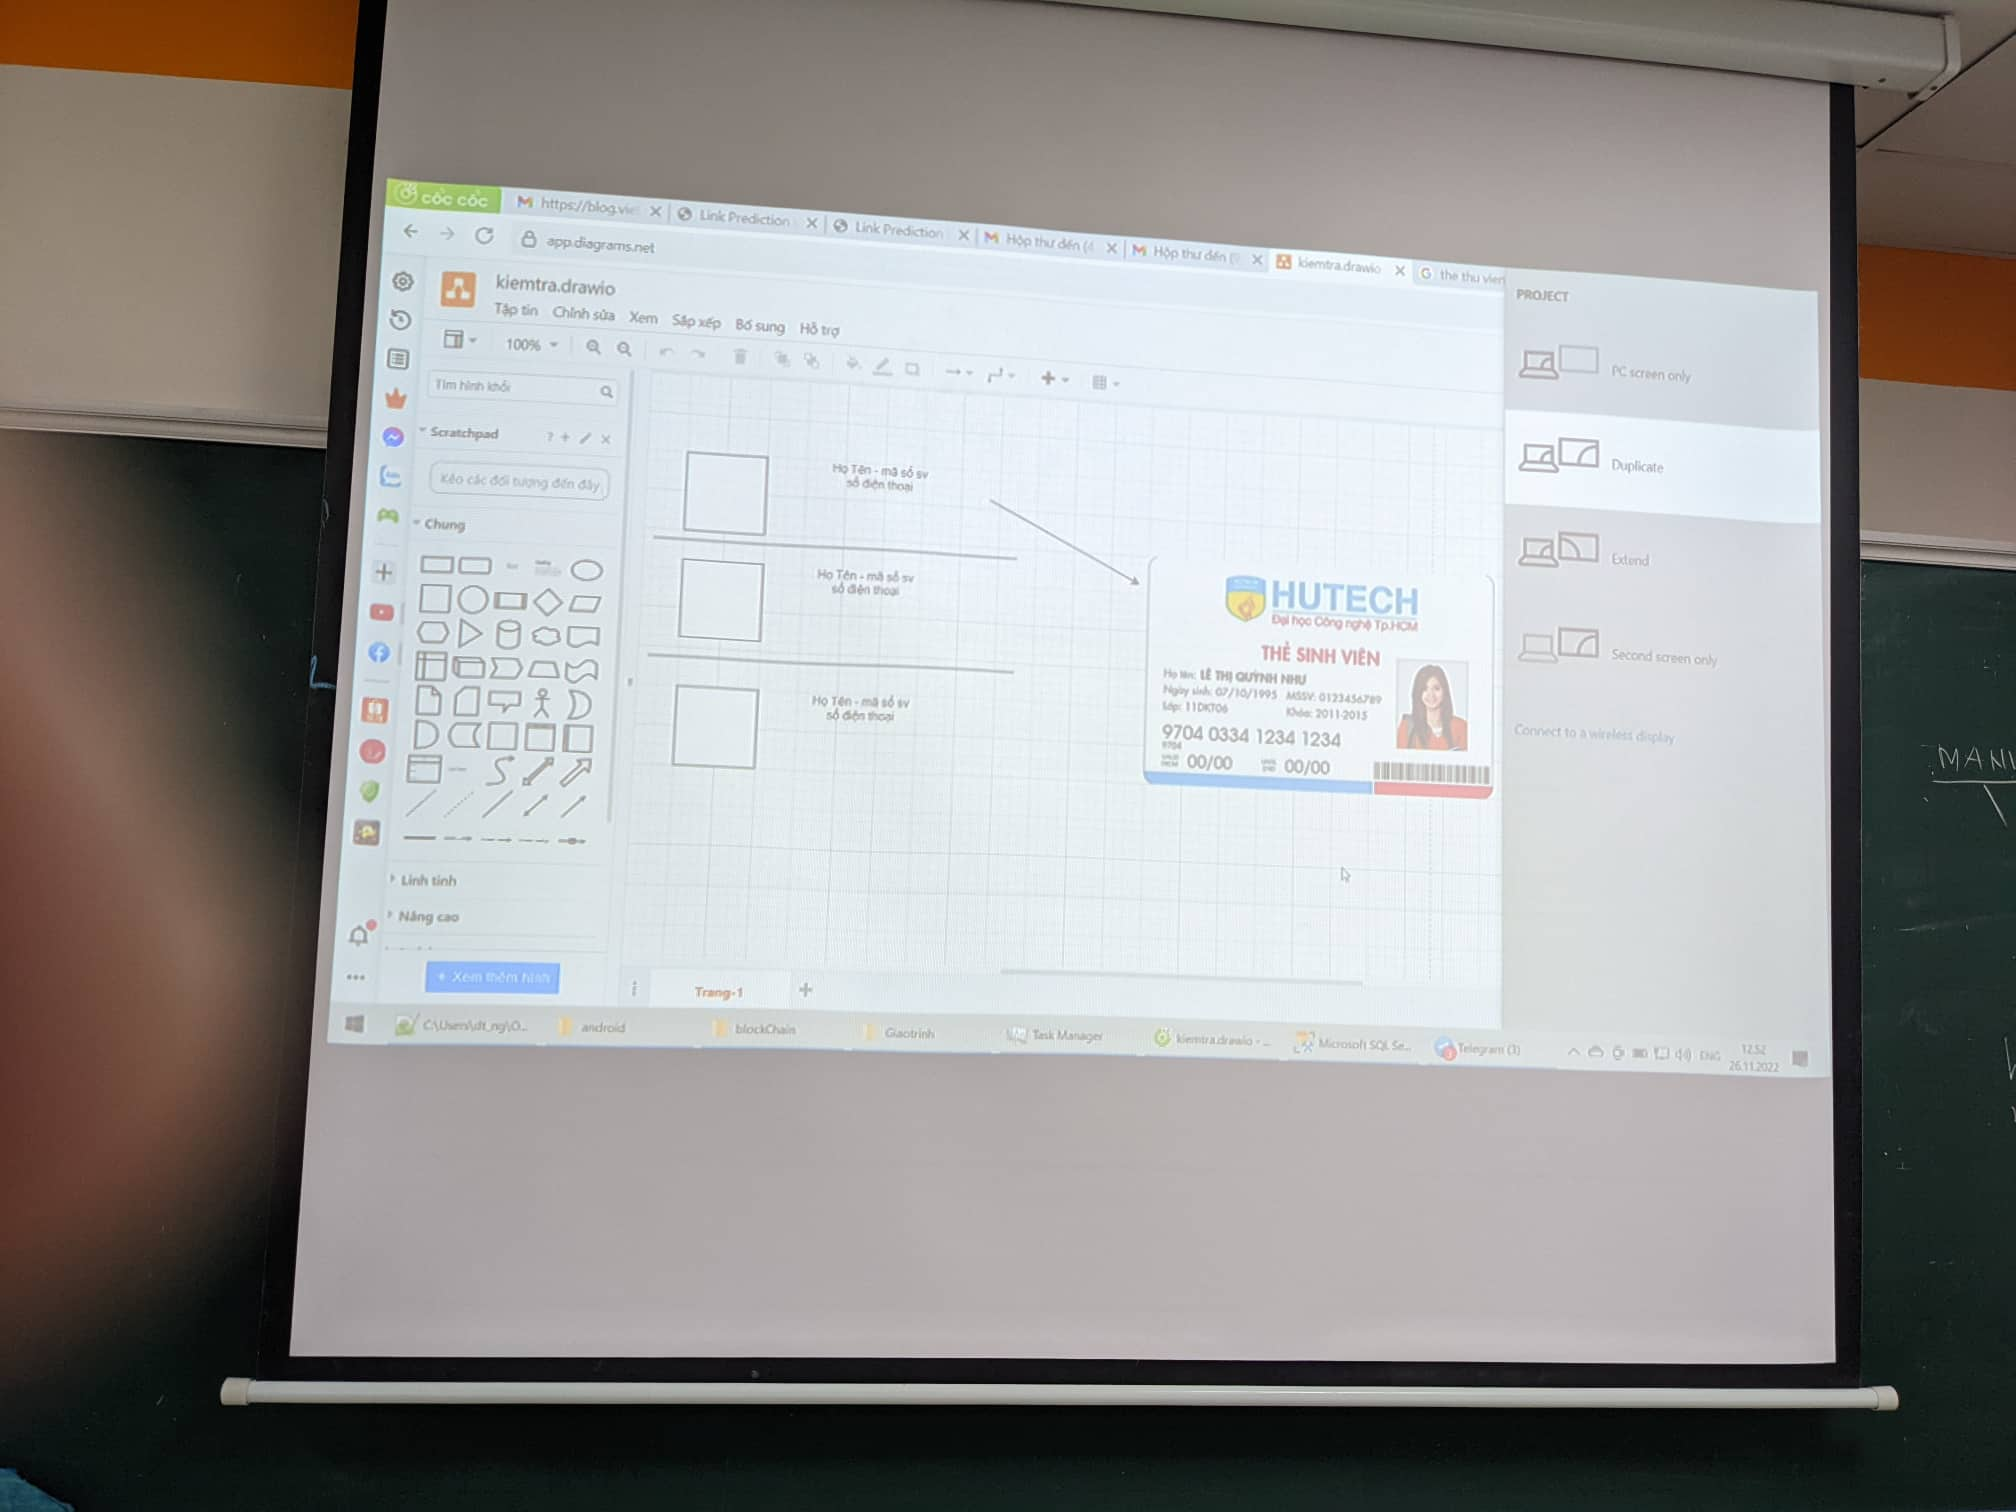 cốc cốc
https://blog.vie
Link Prediction
Link Prediction
Hộp thư đến (4
Hộp thư đến (9
kiemtra.drawio
the thu vien
app.diagrams.net
kiemtra.drawio
Tập tin Chỉnh sửa Xem Sắp xếp Bổ sung Hỗ trợ
100%
Tìm hình khối
Scratchpad
Kéo các đối tượng đến đây
Chung
Linh tinh
Nâng cao
+ Xem thêm hình
Họ Tên - mã số sv
số điện thoại
Họ Tên - mã số sv
số điện thoại
Họ Tên - mã số sv
số điện thoại
HUTECH
Đại học Công nghệ Tp.HCM
THẺ SINH VIÊN
Họ tên: LÊ THỊ QUỲNH NHƯ
Ngày sinh: 07/10/1995 MSSV: 0123456789
Lớp: 11DKT06 Khóa: 2011-2015
9704 0334 1234 1234
9704
00/00 00/00
PROJECT
PC screen only
Duplicate
Extend
Second screen only
Connect to a wireless display
Trang-1
C:\Users\dt_ng\O...
android
blockChain
Giaotrinh
Task Manager
kiemtra.drawio - ...
Microsoft SQL Se...
Telegram (3)
ENG
12:52
26.11.2022